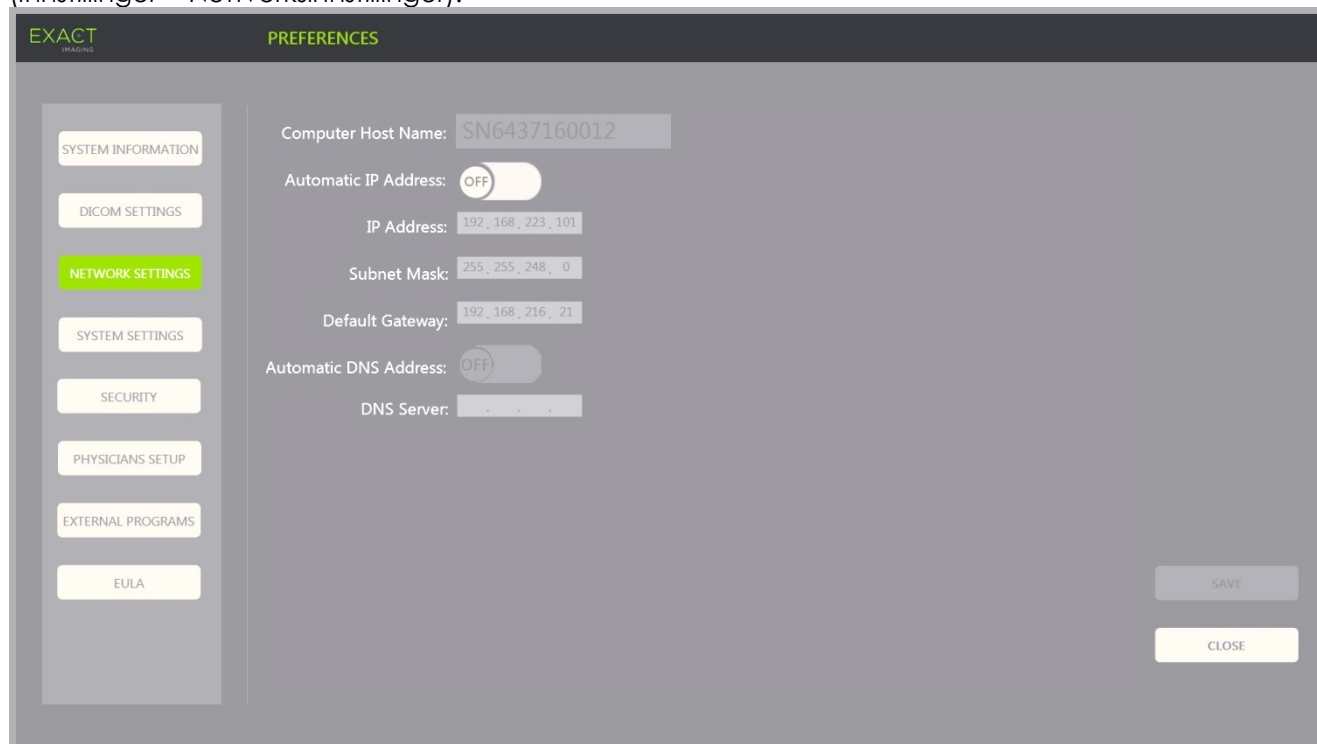 EXACT
IMAGING
PREFERENCES
SYSTEM INFORMATION
DICOM SETTINGS
NETWORK SETTINGS
SYSTEM SETTINGS
SECURITY
PHYSICIANS SETUP
EXTERNAL PROGRAMS
EULA
Computer Host Name: SN6437160012
Automatic IP Address: OFF
IP Address: 192 . 168 . 223 . 101
Subnet Mask: 255 . 255 . 248 . 0
Default Gateway: 192 . 168 . 216 . 21
Automatic DNS Address: OFF
DNS Server: . . .
SAVE
CLOSE